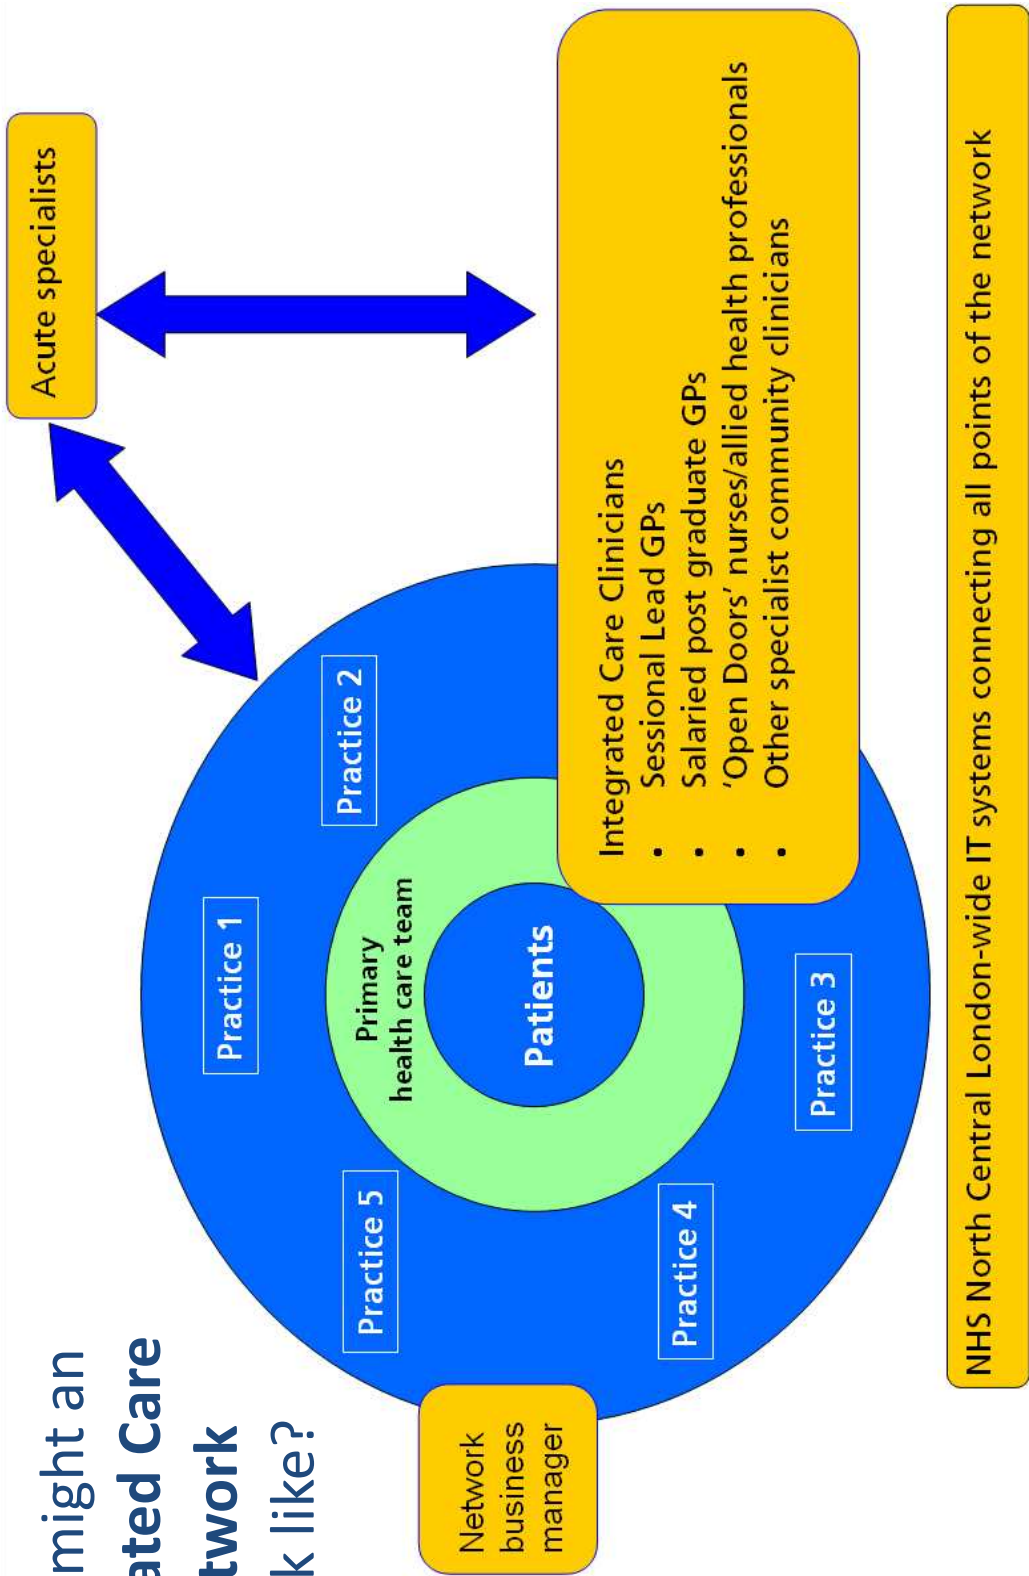 might an
ated Care
twork
k like?
Acute specialists
Practice 1
Practice 2
Practice 5
Primary
health care team
Patients
Network
business
manager
Practice 4
Practice 3
Integrated Care Clinicians
• Sessional Lead GPs
• Salaried post graduate GPs
• 'Open Doors' nurses/allied health professionals
• Other specialist community clinicians
NHS North Central London-wide IT systems connecting all points of the network